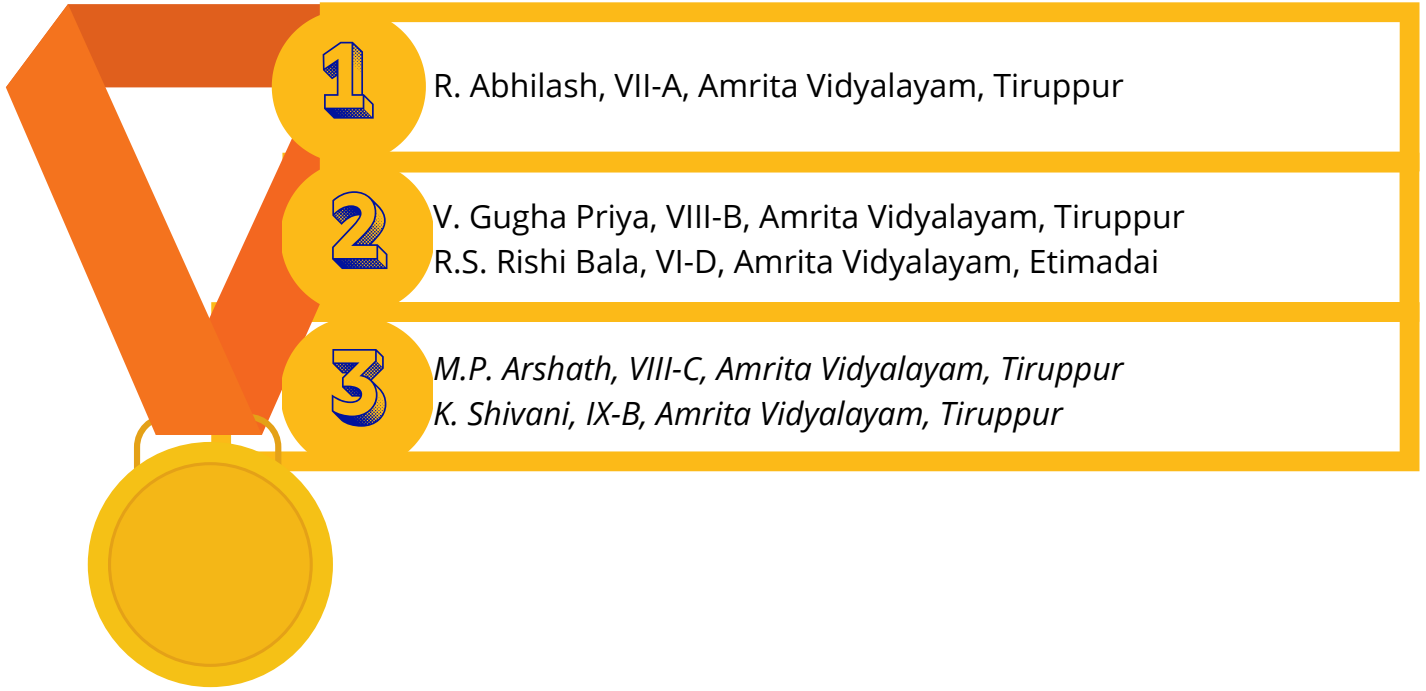 1
R. Abhilash, VII-A, Amrita Vidyalayam, Tiruppur
2
V. Gugha Priya, VIII-B, Amrita Vidyalayam, Tiruppur
R.S. Rishi Bala, VI-D, Amrita Vidyalayam, Etimadai
3
M.P. Arshath, VIII-C, Amrita Vidyalayam, Tiruppur
K. Shivani, IX-B, Amrita Vidyalayam, Tiruppur